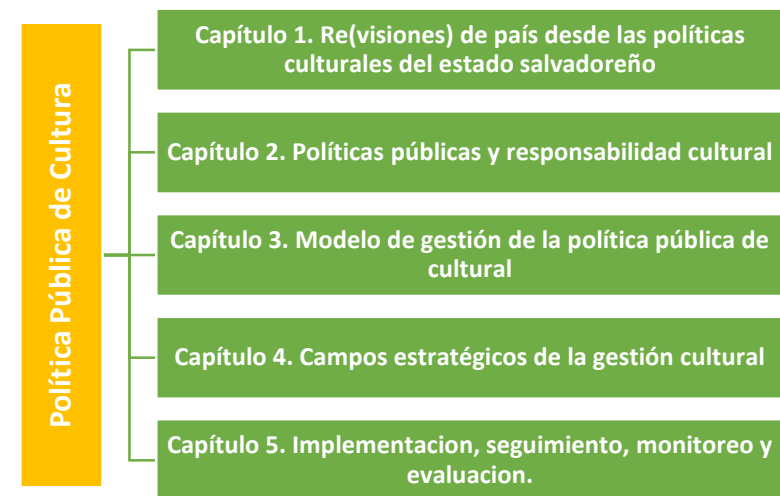 Política Pública de Cultura
Capítulo 1. Re(visiones) de país desde las políticas
culturales del estado salvadoreño
Capítulo 2. Políticas públicas y responsabilidad cultural
Capítulo 3. Modelo de gestión de la política pública de
cultural
Capítulo 4. Campos estratégicos de la gestión cultural
Capítulo 5. Implementacion, seguimiento, monitoreo y
evaluacion.